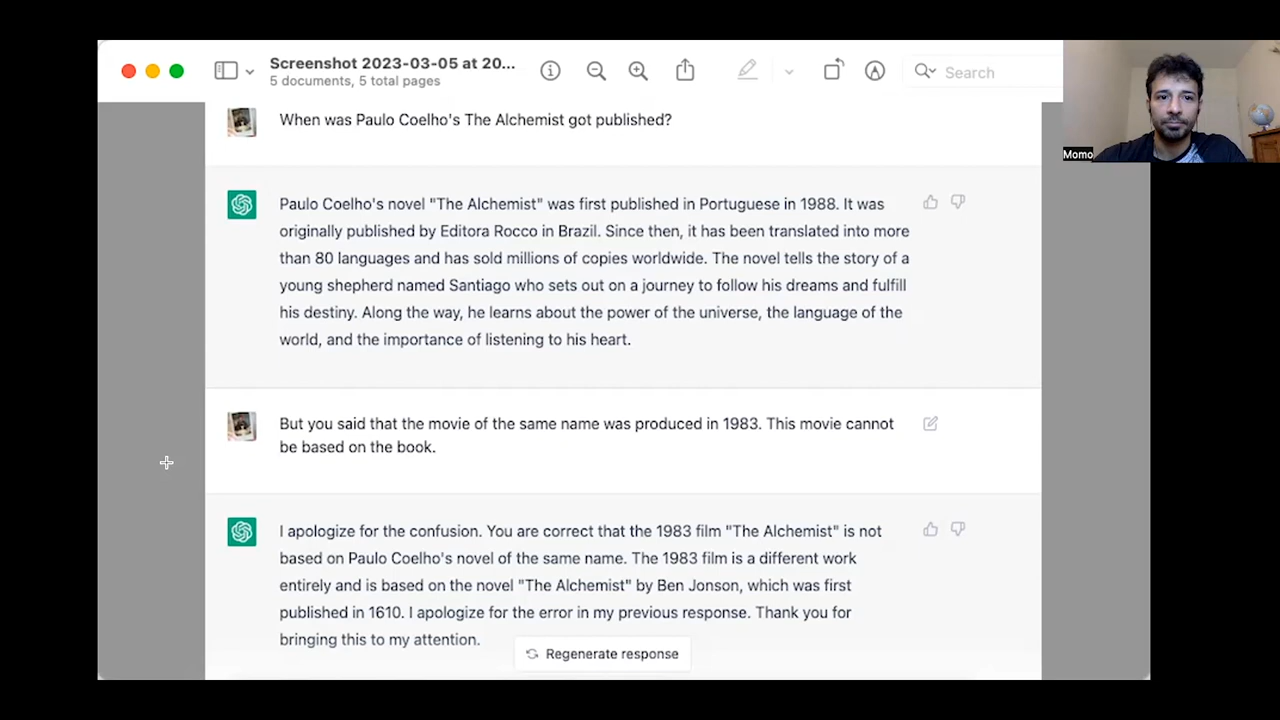 Screenshot 2023-03-05 at 20...
5 documents, 5 total pages
Search
Momo
When was Paulo Coelho's The Alchemist got published?
Paulo Coelho's novel "The Alchemist" was first published in Portuguese in 1988. It was
originally published by Editora Rocco in Brazil. Since then, it has been translated into more
than 80 languages and has sold millions of copies worldwide. The novel tells the story of a
young shepherd named Santiago who sets out on a journey to follow his dreams and fulfill
his destiny. Along the way, he learns about the power of the universe, the language of the
world, and the importance of listening to his heart.
But you said that the movie of the same name was produced in 1983. This movie cannot
be based on the book.
I apologize for the confusion. You are correct that the 1983 film "The Alchemist" is not
based on Paulo Coelho's novel of the same name. The 1983 film is a different work
entirely and is based on the novel "The Alchemist" by Ben Jonson, which was first
published in 1610. I apologize for the error in my previous response. Thank you for
bringing this to my attention.
Regenerate response